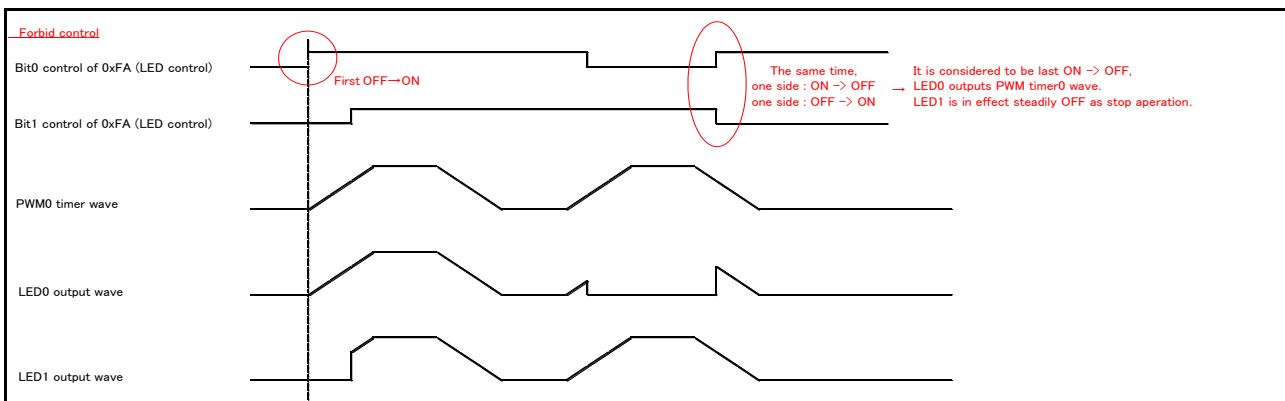 Forbid control
Bit0 control of 0xFA (LED control)
First OFF→ON
The same time,
one side : ON -> OFF
one side : OFF -> ON
→
It is considered to be last ON -> OFF,
LED0 outputs PWM timer0 wave.
LED1 is in effect steadily OFF as stop aperation.
Bit1 control of 0xFA (LED control)
PWM0 timer wave
LED0 output wave
LED1 output wave